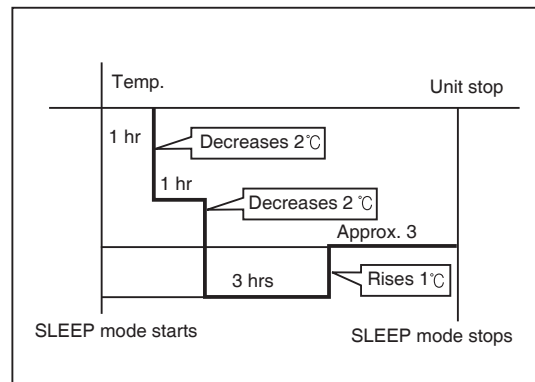 Temp.
Unit stop
1 hr
Decreases 2℃
1 hr
Decreases 2 ℃
Approx. 3
3 hrs
Rises 1℃
SLEEP mode starts
SLEEP mode stops